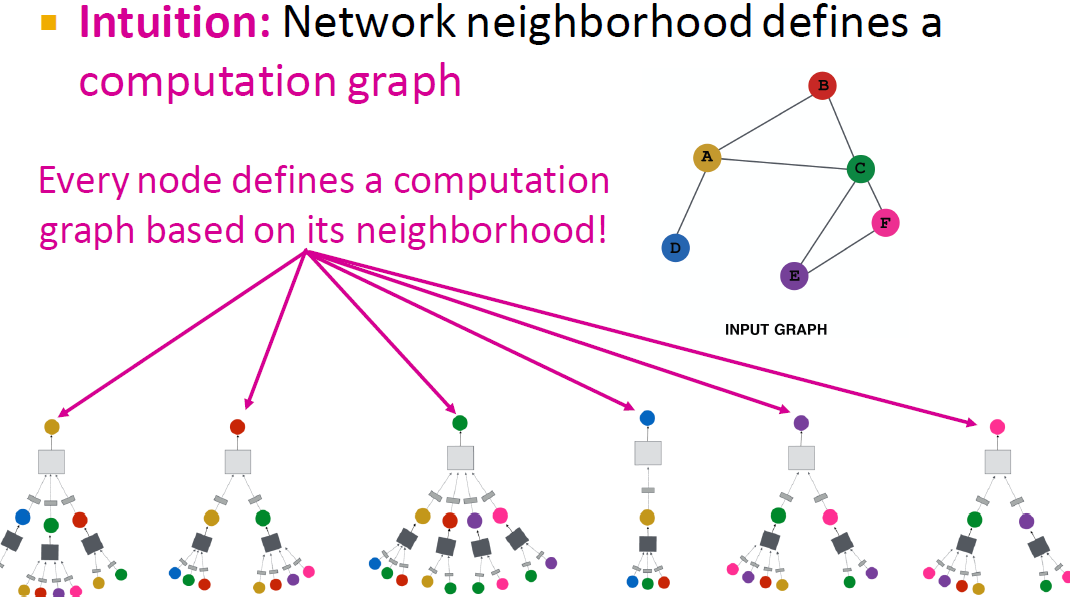 Intuition: Network neighborhood defines a
computation graph
Every node defines a computation
graph based on its neighborhood!
B
A
C
F
D
E
INPUT GRAPH